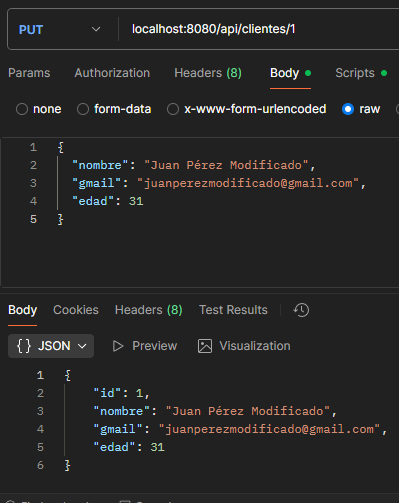 PUT localhost:8080/api/clientes/1
Params Authorization Headers (8) Body Scripts
none form-data x-www-form-urlencoded raw
1 {
2 "nombre": "Juan Pérez Modificado",
3 "gmail": "juanperezmodificado@gmail.com",
4 "edad": 31
5 }
Body Cookies Headers (8) Test Results
{} JSON Preview Visualization
1 {
2 "id": 1,
3 "nombre": "Juan Pérez Modificado",
4 "gmail": "juanperezmodificado@gmail.com",
5 "edad": 31
6 }